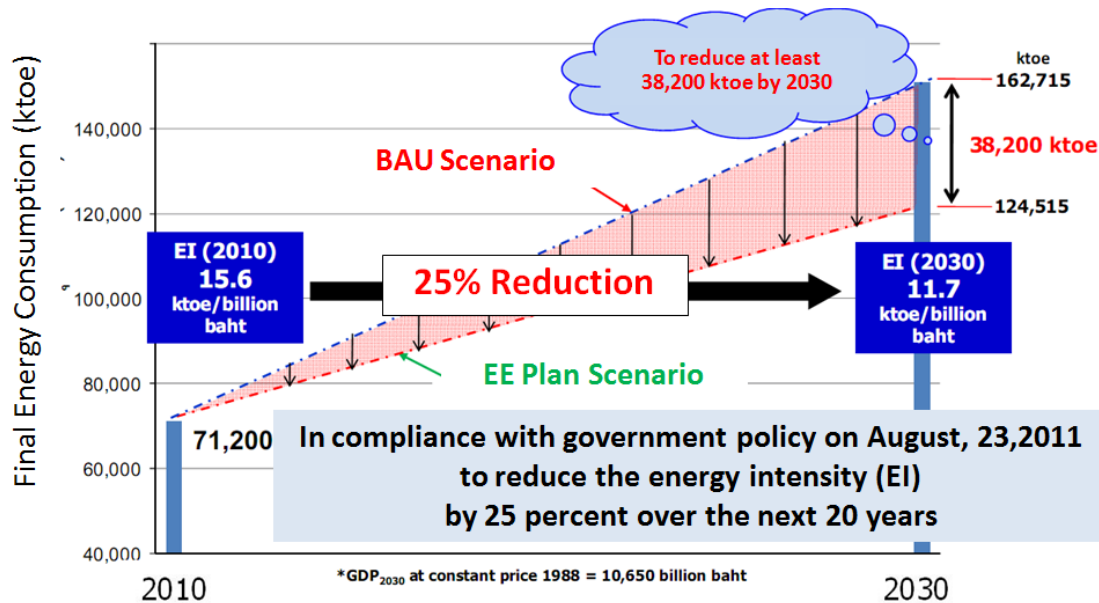 Final Energy Consumption (ktoe)
To reduce at least
38,200 ktoe by 2030
ktoe
162,715
140,000
BAU Scenario
38,200 ktoe
120,000
124,515
EI (2010)
15.6
ktoe/billion
baht
25% Reduction
EI (2030)
11.7
ktoe/billion
baht
100,000
80,000
EE Plan Scenario
71,200
In compliance with government policy on August, 23,2011
to reduce the energy intensity (EI)
by 25 percent over the next 20 years
60,000
40,000
2010
*GDP2030 at constant price 1988 = 10,650 billion baht
2030